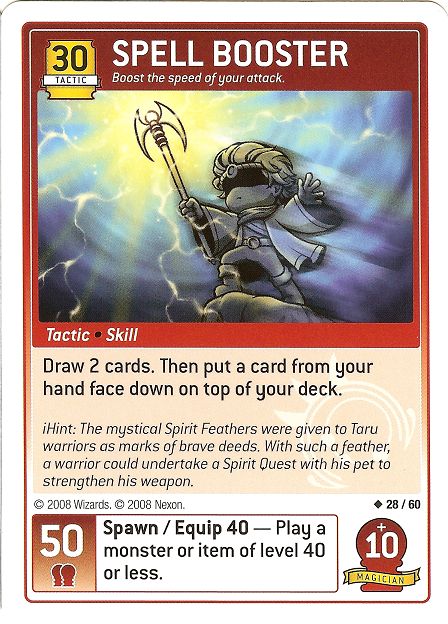 30
TACTIC
SPELL BOOSTER
Boost the speed of your attack.
Tactic • Skill
Draw 2 cards. Then put a card from your
hand face down on top of your deck.
iHint: The mystical Spirit Feathers were given to Taru
warriors as marks of brave deeds. With such a feather,
a warrior could undertake a Spirit Quest with his pet to
strengthen his weapon.
© 2008 Wizards. © 2008 Nexon.
◆ 28 / 60
50
Spawn / Equip 40 — Play a
monster or item of level 40
or less.
+
10
MAGICIAN